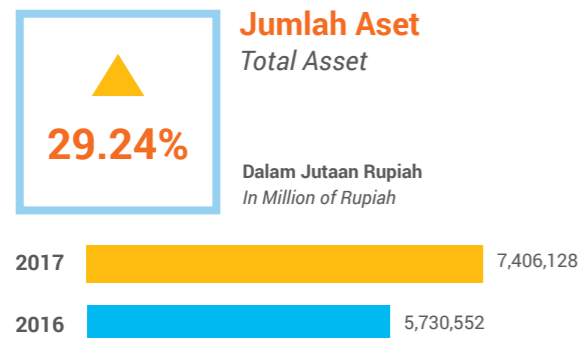 Jumlah Aset
Total Asset
29.24%
Dalam Jutaan Rupiah
In Million of Rupiah
2017 7,406,128
2016 5,730,552